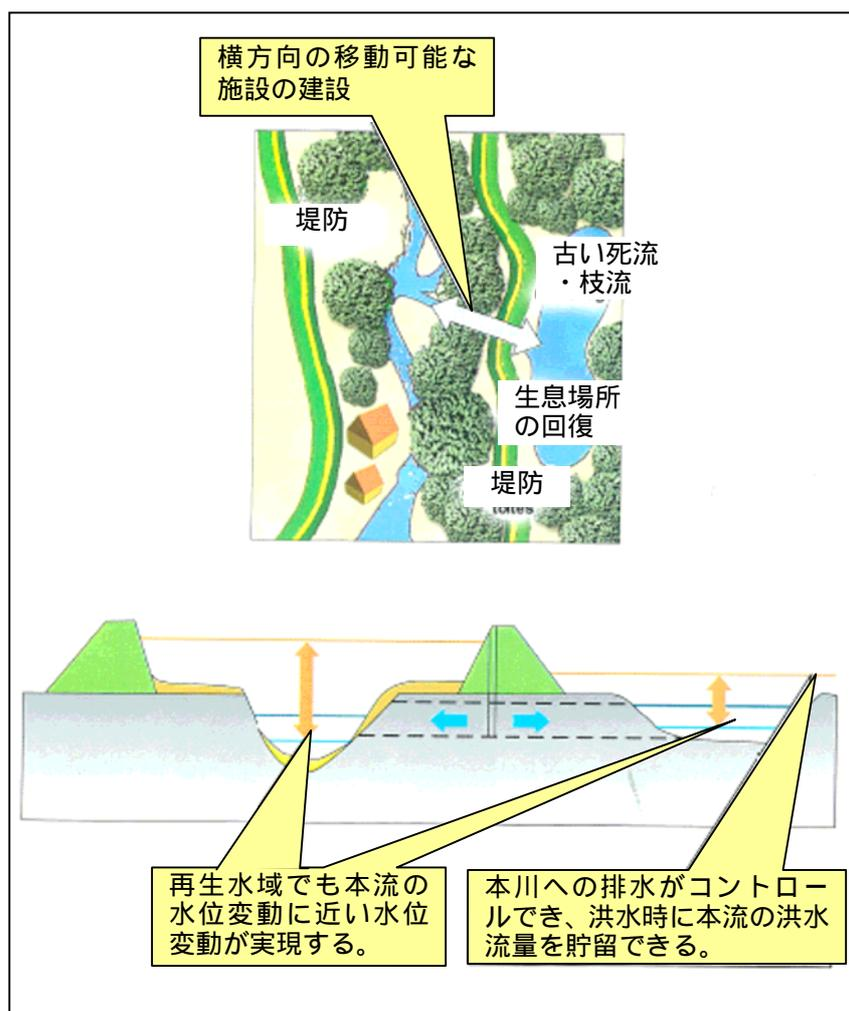 横方向の移動可能な
施設の建設
堤防
古い死流
・枝流
生息場所
の回復
堤防
再生水域でも本流の
水位変動に近い水位
変動が実現する。
本川への排水がコントロー
ルでき、洪水時に本流の洪水
流量を貯留できる。